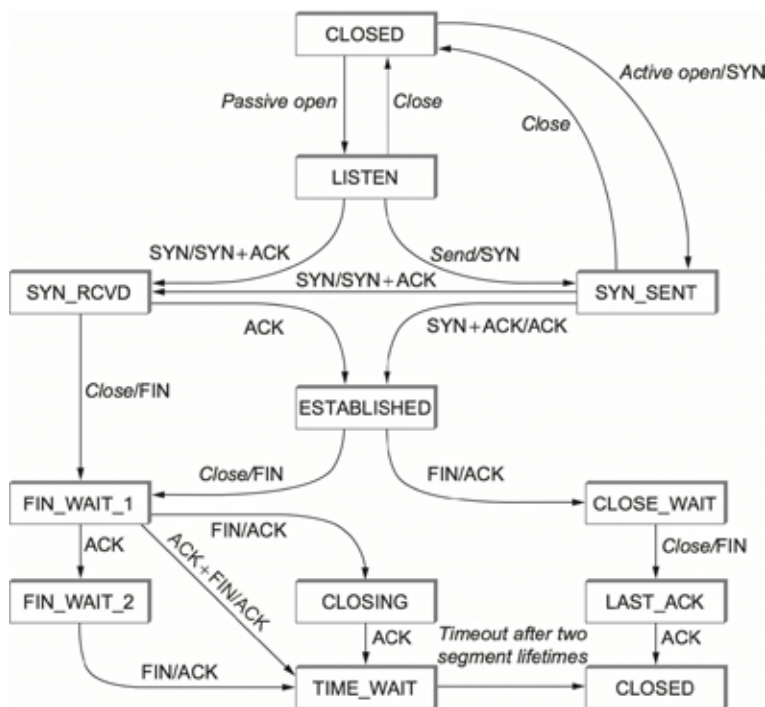 CLOSED
Active open/SYN
Passive open
Close
Close
LISTEN
SYN/SYN+ACK
Send/SYN
SYN/SYN+ACK
SYN_RCVD
SYN_SENT
ACK
SYN+ACK/ACK
Close/FIN
ESTABLISHED
Close/FIN
FIN/ACK
FIN_WAIT_1
CLOSE_WAIT
FIN/ACK
ACK
ACK+FIN/ACK
Close/FIN
FIN_WAIT_2
CLOSING
LAST_ACK
ACK
Timeout after two
segment lifetimes
ACK
FIN/ACK
TIME_WAIT
CLOSED